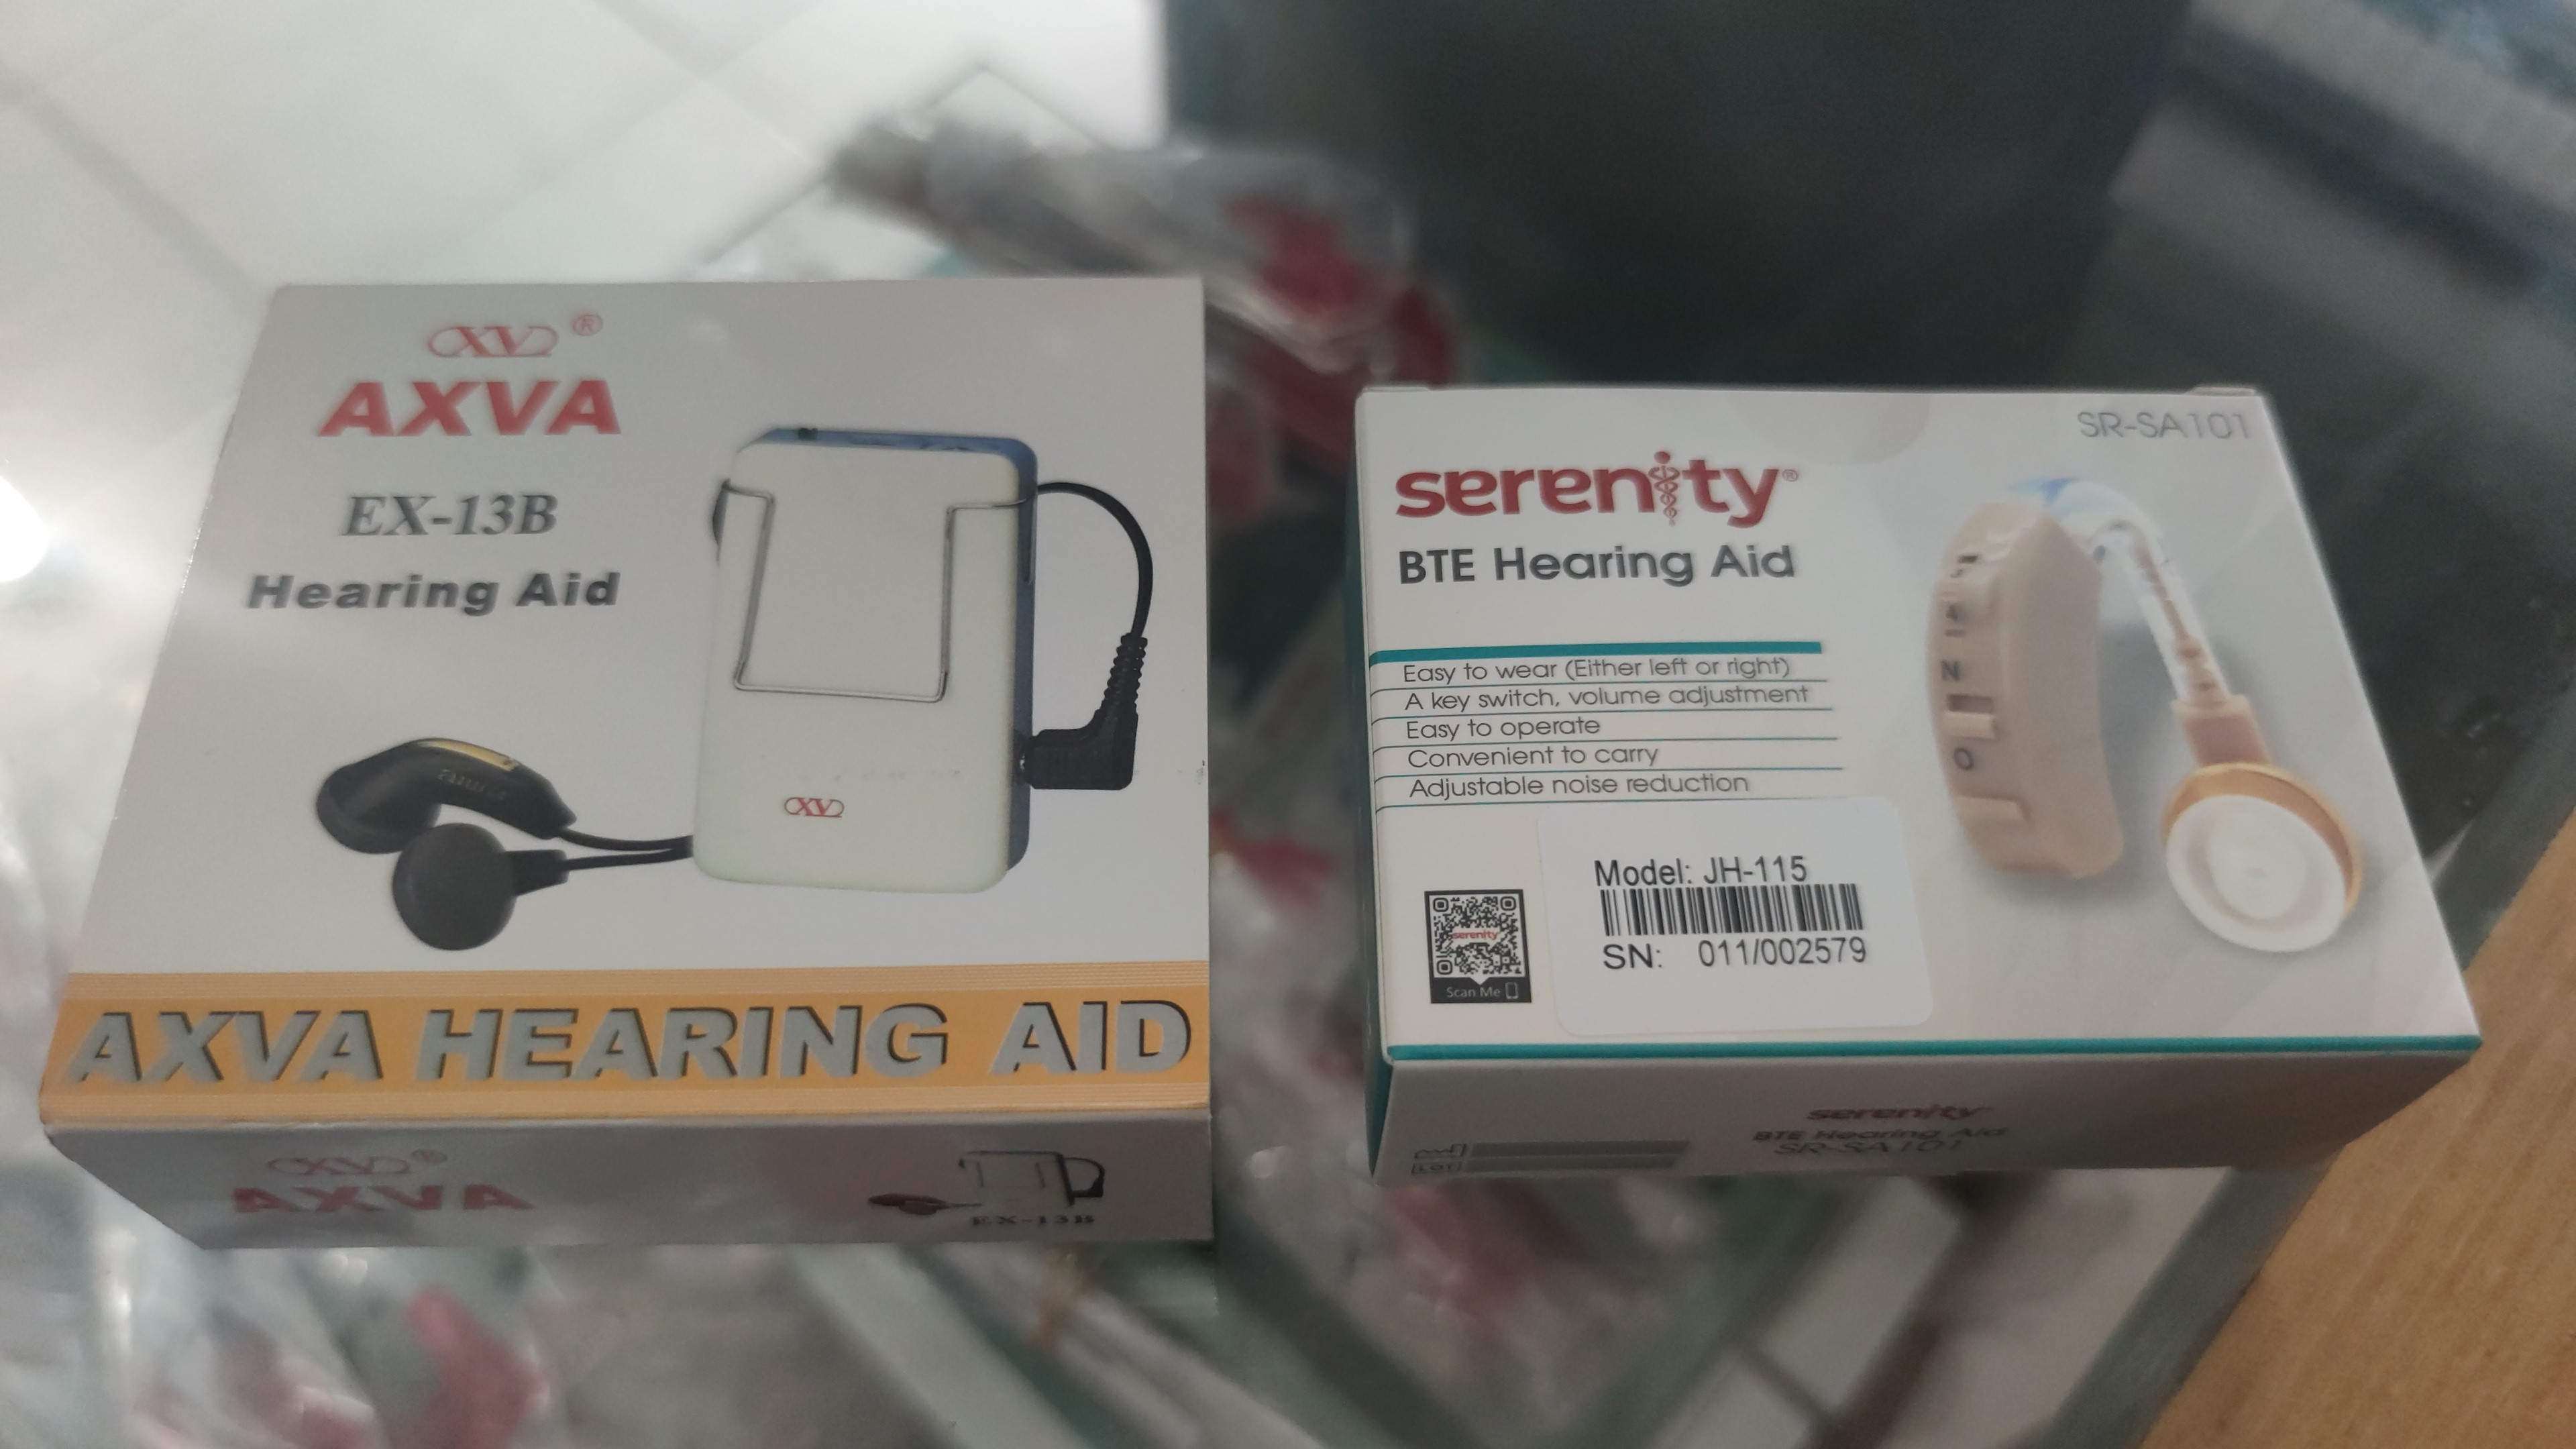 XV ®
AXVA
EX-13B
Hearing Aid
XV
AXVA HEARING AID
XV ®
AXVA
EX-13B
SR-SA101
serenity®
BTE Hearing Aid
Easy to wear (Either left or right)
A key switch, volume adjustment
Easy to operate
Convenient to carry
Adjustable noise reduction
N
O
Model: JH-115
SN: 011/002579
serenity
Scan Me
serenity
BTE Hearing Aid
SR-SA101
LOT